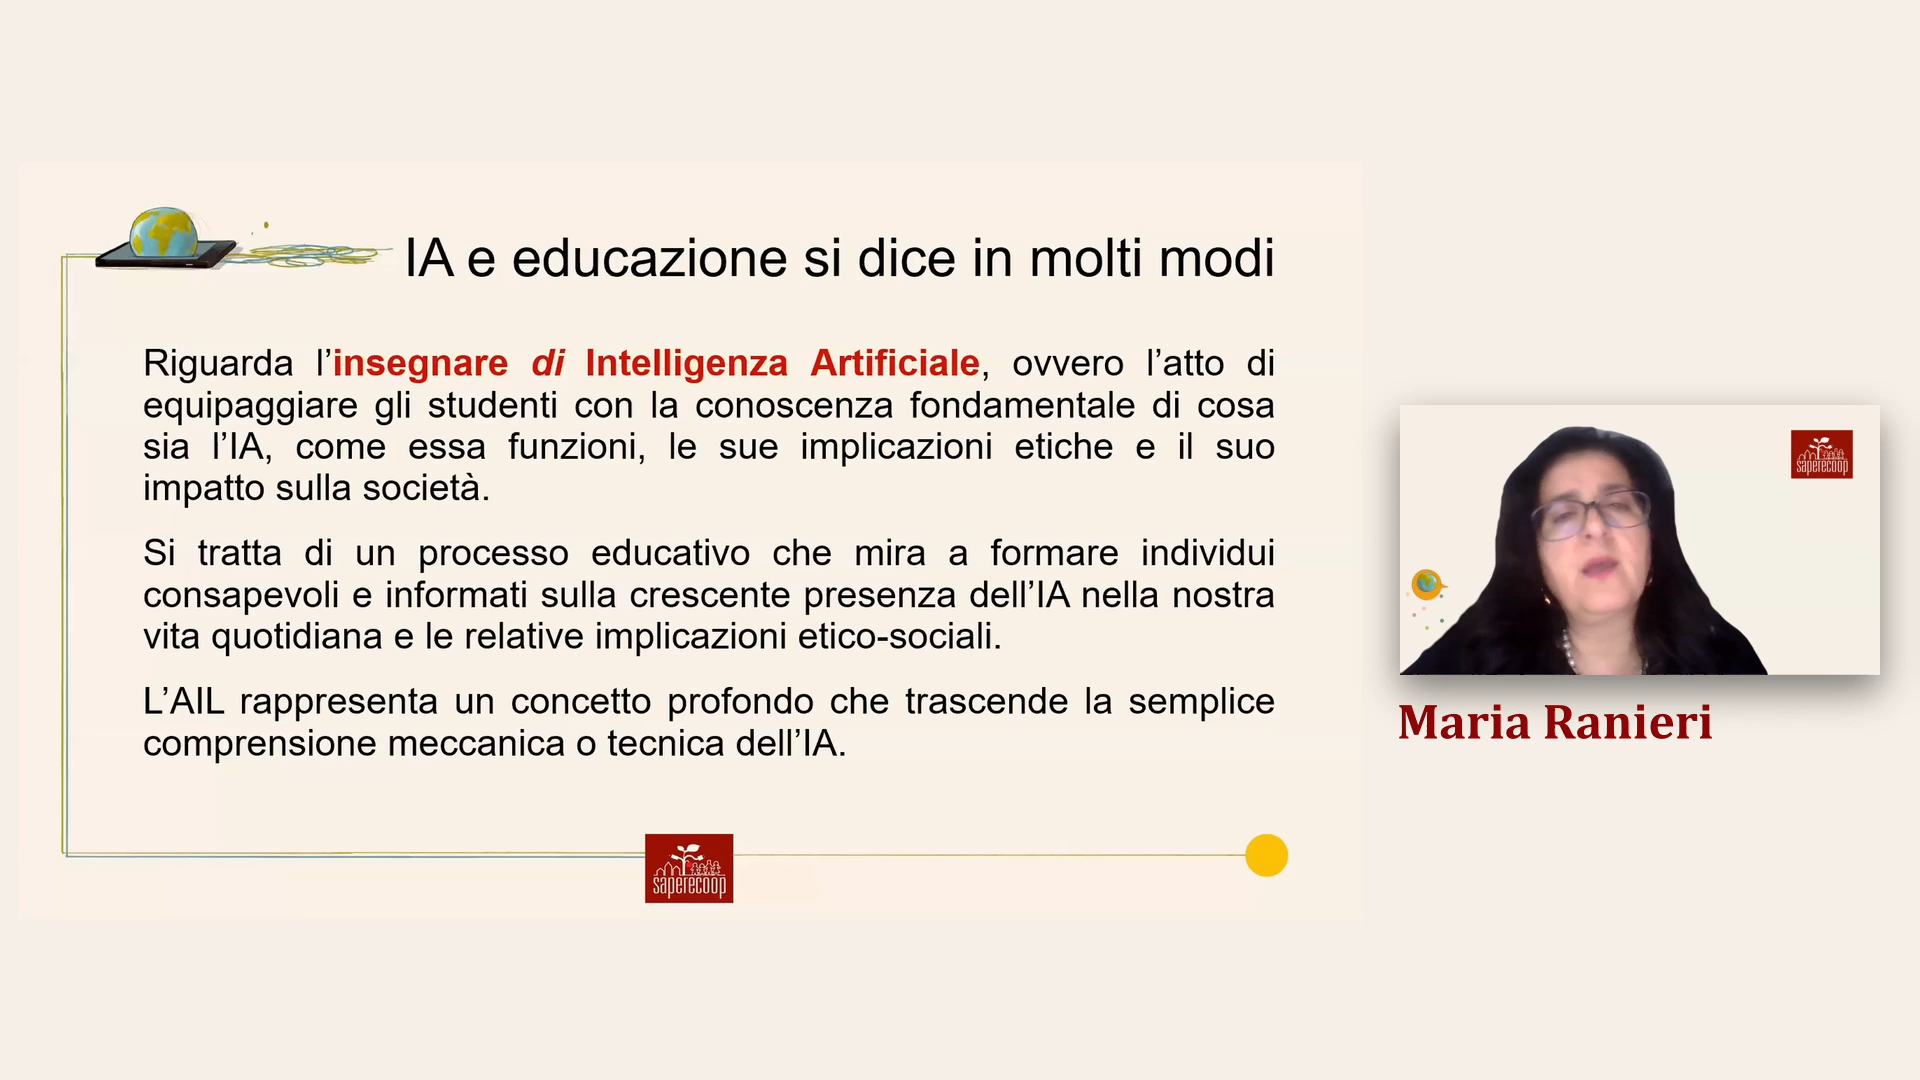 IA e educazione si dice in molti modi
Riguarda l’insegnare di Intelligenza Artificiale, ovvero l’atto di
equipaggiare gli studenti con la conoscenza fondamentale di cosa
sia l’IA, come essa funzioni, le sue implicazioni etiche e il suo
impatto sulla società.
Si tratta di un processo educativo che mira a formare individui
consapevoli e informati sulla crescente presenza dell’IA nella nostra
vita quotidiana e le relative implicazioni etico-sociali.
L’AIL rappresenta un concetto profondo che trascende la semplice
comprensione meccanica o tecnica dell’IA.
saperecoop
saperecoop
Maria Ranieri